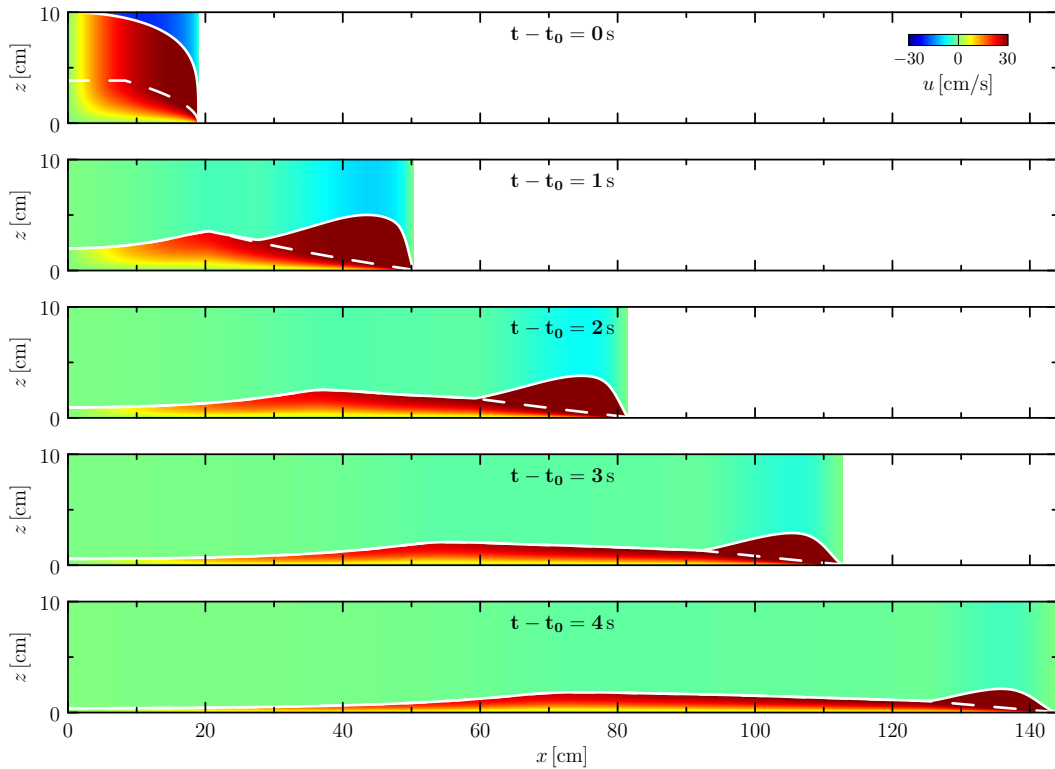 10
z [cm]
0
t − t₀ = 0 s
−30 0 30
u [cm/s]
10
z [cm]
0
t − t₀ = 1 s
10
z [cm]
0
t − t₀ = 2 s
10
z [cm]
0
t − t₀ = 3 s
10
z [cm]
0
t − t₀ = 4 s
0 20 40 60 80 100 120 140
x [cm]